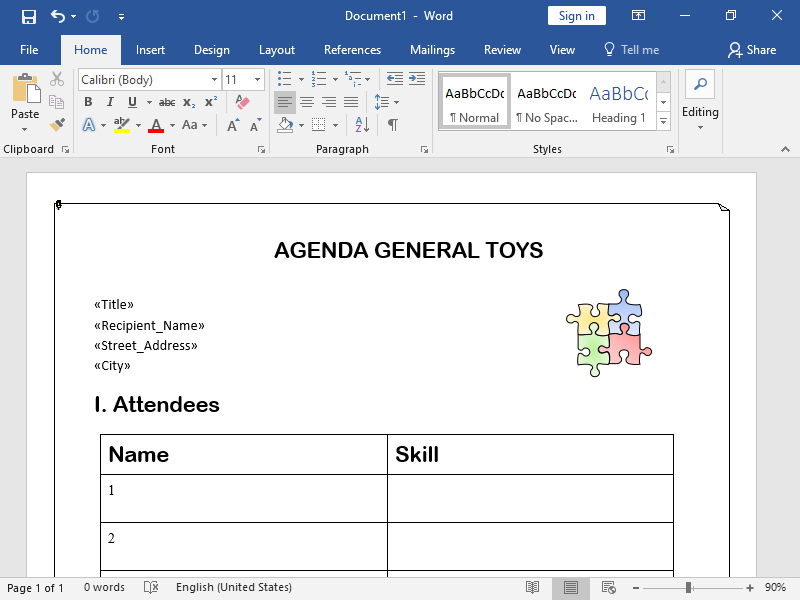 Document1 - Word
Sign in
File Home Insert Design Layout References Mailings Review View Tell me Share
Paste
Calibri (Body) 11
B I U abc X₂ X²
A ab A Aa A A
A Z ¶
AaBbCcDc AaBbCcDc AaBbCc
¶ Normal ¶ No Spac... Heading 1
Editing
Clipboard Font Paragraph Styles
AGENDA GENERAL TOYS
«Title»
«Recipient_Name»
«Street_Address»
«City»
I. Attendees
Name Skill
1
2
Page 1 of 1 0 words English (United States) 90%